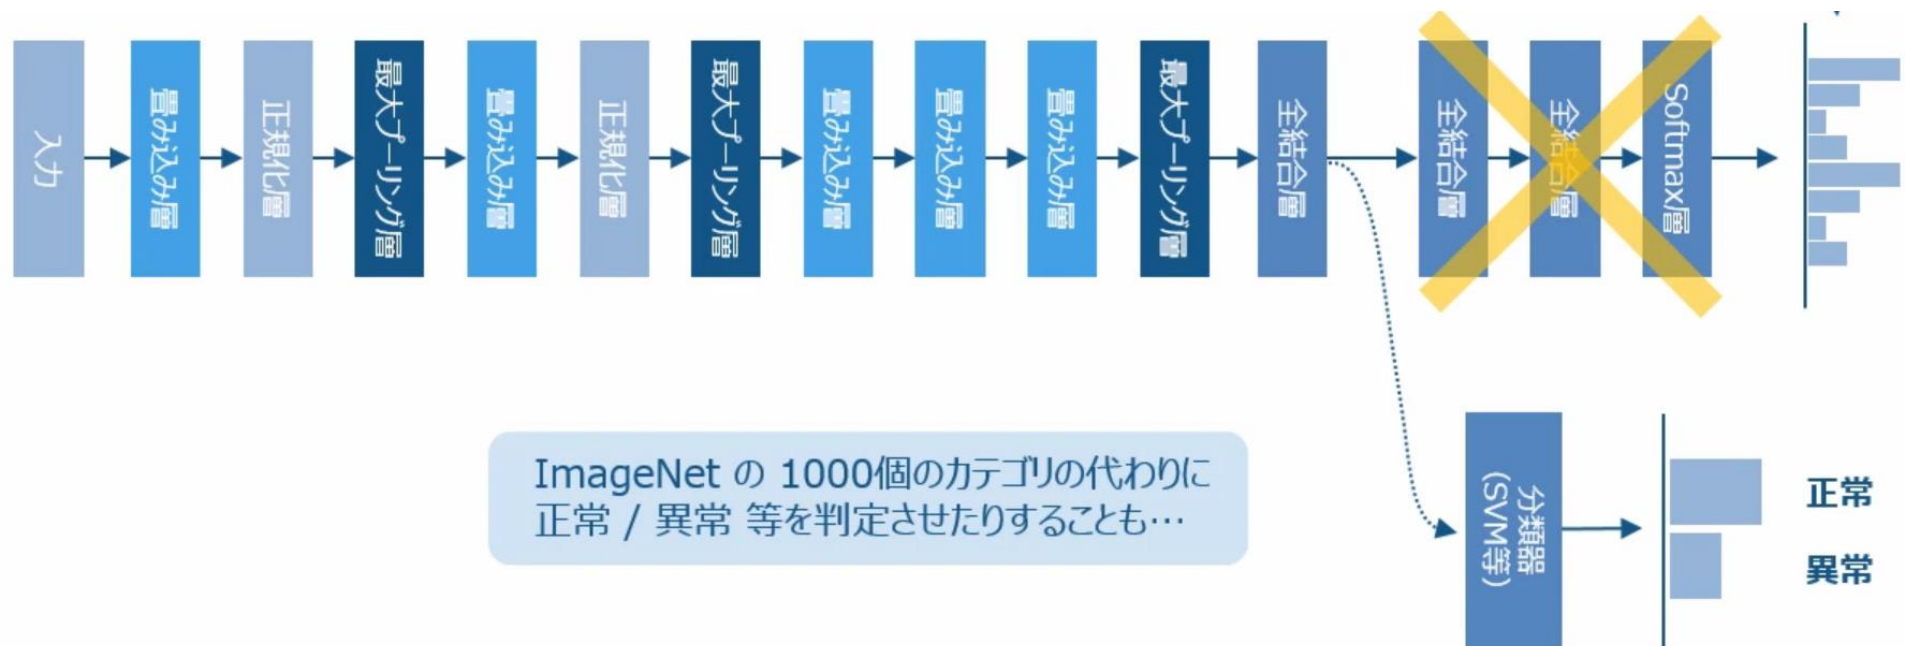 入力
畳み込み層
正規化層
最大プーリング層
畳み込み層
正規化層
最大プーリング層
畳み込み層
畳み込み層
畳み込み層
最大プーリング層
全結合層
全結合層
全結合層
Softmax層
ImageNet の 1000個のカテゴリの代わりに
正常 / 異常 等を判定させたりすることも…
分類器
(SVM等)
正常
異常